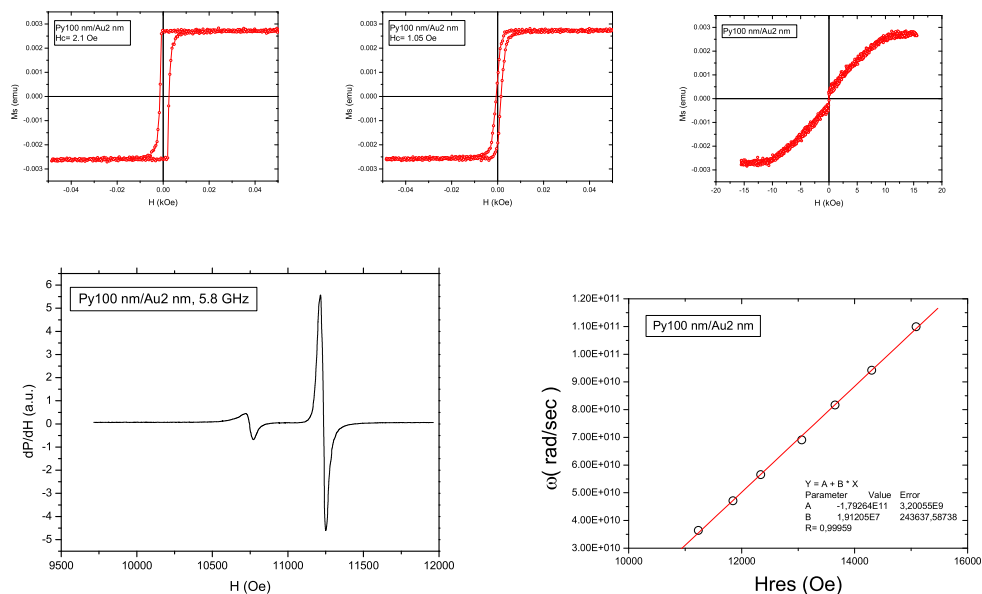 Py100 nm/Au2 nm
Hc= 2.1 Oe
Ms (emu)
0.003
0.002
0.001
0.000
-0.001
-0.002
-0.003
-0.04
-0.02
0.00
0.02
0.04
H (kOe)
Py100 nm/Au2 nm
Hc= 1.05 Oe
Ms (emu)
0.003
0.002
0.001
0.000
-0.001
-0.002
-0.003
-0.04
-0.02
0.00
0.02
0.04
H (kOe)
Py100 nm/Au2 nm
Ms (emu)
0.003
0.002
0.001
0.000
-0.001
-0.002
-0.003
-20
-15
-10
-5
0
5
10
15
20
H (kOe)
Py100 nm/Au2 nm, 5.8 GHz
dP/dH (a.u.)
6
5
4
3
2
1
0
-1
-2
-3
-4
-5
9500
10000
10500
11000
11500
12000
H (Oe)
Py100 nm/Au2 nm
ω( rad/sec )
1.20E+011
1.10E+011
1.00E+011
9.00E+010
8.00E+010
7.00E+010
6.00E+010
5.00E+010
4.00E+010
3.00E+010
Y = A + B * X
Parameter Value Error
A -1,79264E11 3,20055E9
B 1,91205E7 243637,58738
R= 0,99959
10000
12000
14000
16000
Hres (Oe)